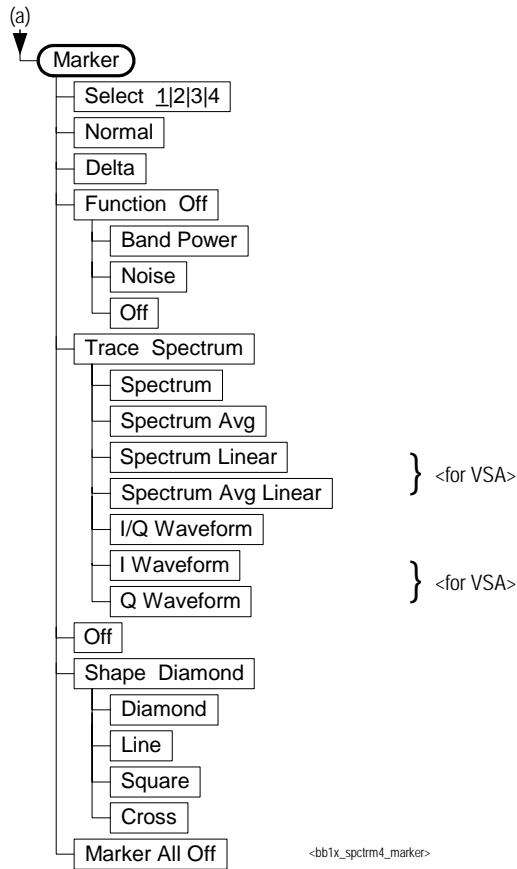 (a)
Marker
Select 1|2|3|4
Normal
Delta
Function Off
Band Power
Noise
Off
Trace Spectrum
Spectrum
Spectrum Avg
Spectrum Linear
Spectrum Avg Linear
} <for VSA>
I/Q Waveform
I Waveform
Q Waveform
} <for VSA>
Off
Shape Diamond
Diamond
Line
Square
Cross
Marker All Off
<bb1x_spctrm4_marker>